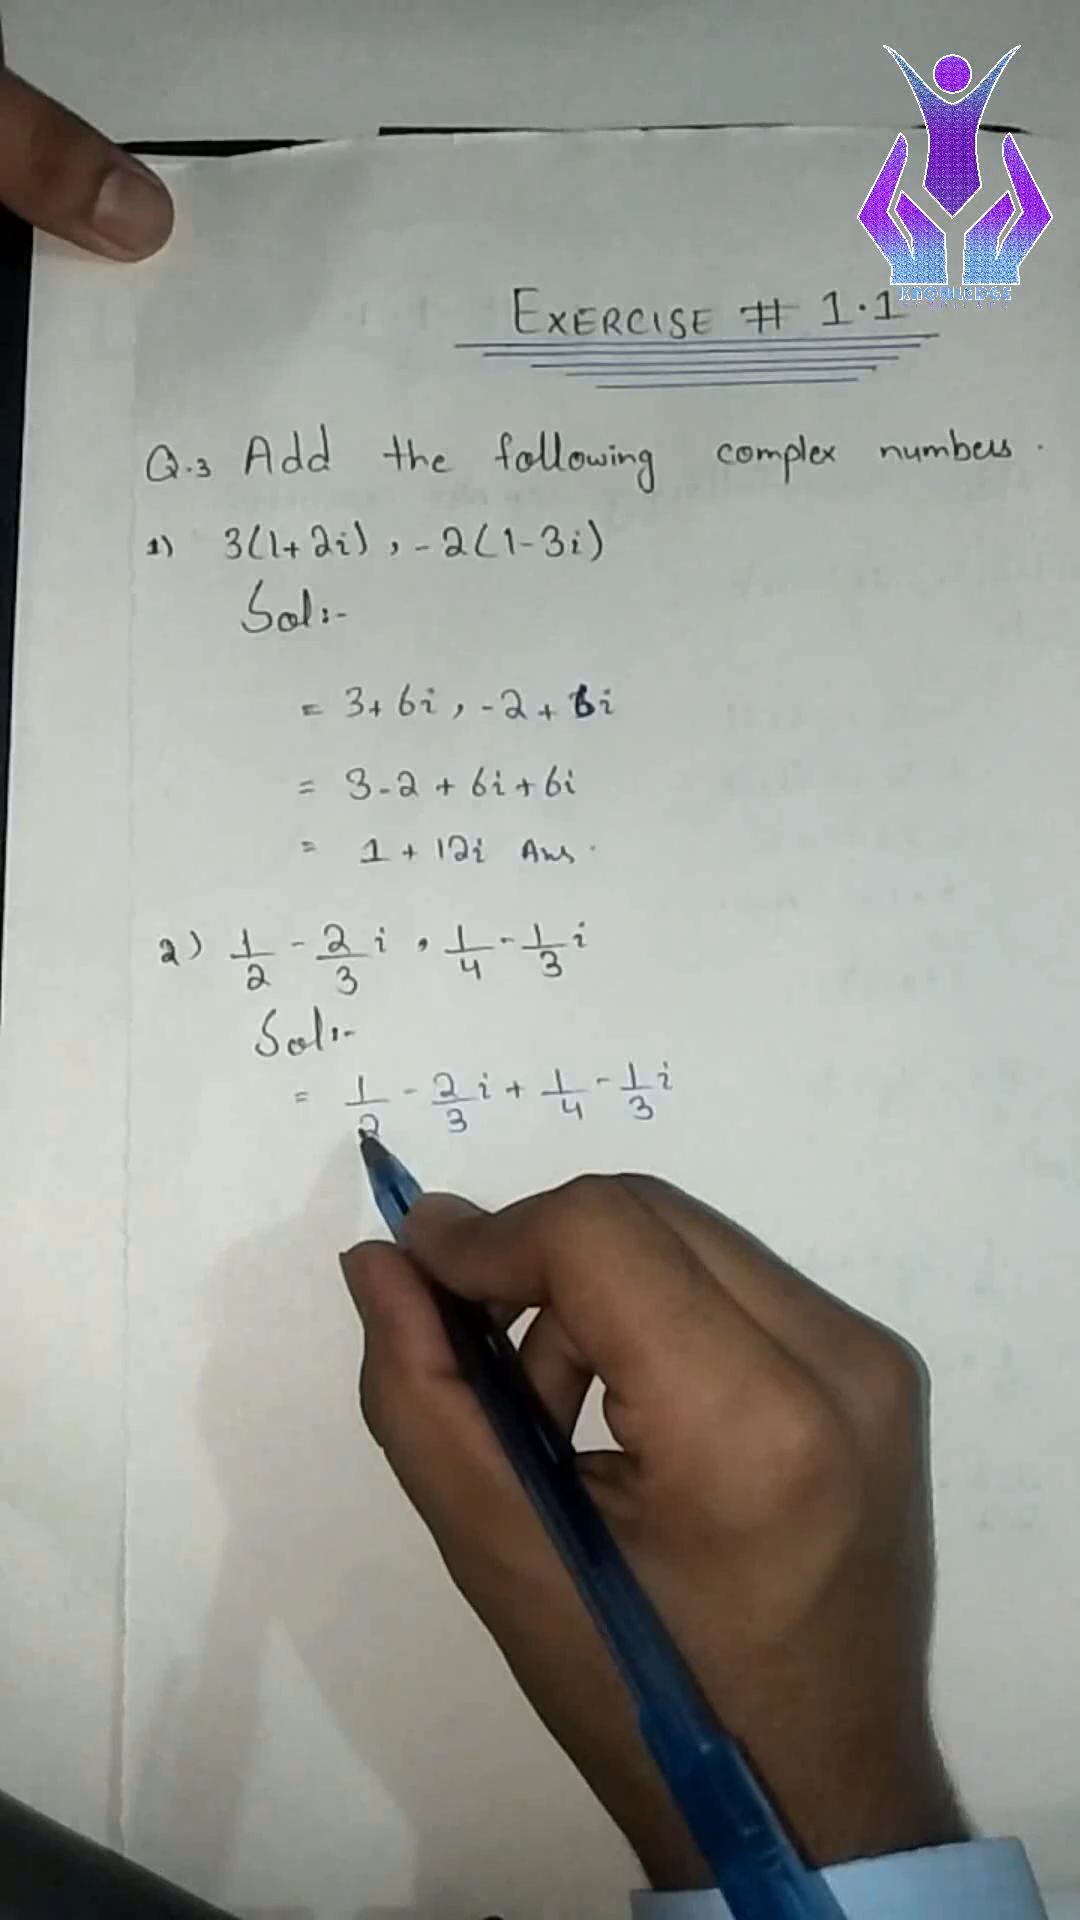 KNOWLEDGE
EXERCISE # 1.1
Q.3 Add the following complex numbers.
1) 3(1+2i), -2(1-3i)
Sol:-
= 3+6i, -2+6i
= 3-2+6i+6i
= 1+12i Ans.
2) 1/2 - 2/3 i, 1/4 - 1/3 i
Sol:-
= 1/2 - 2/3 i + 1/4 - 1/3 i